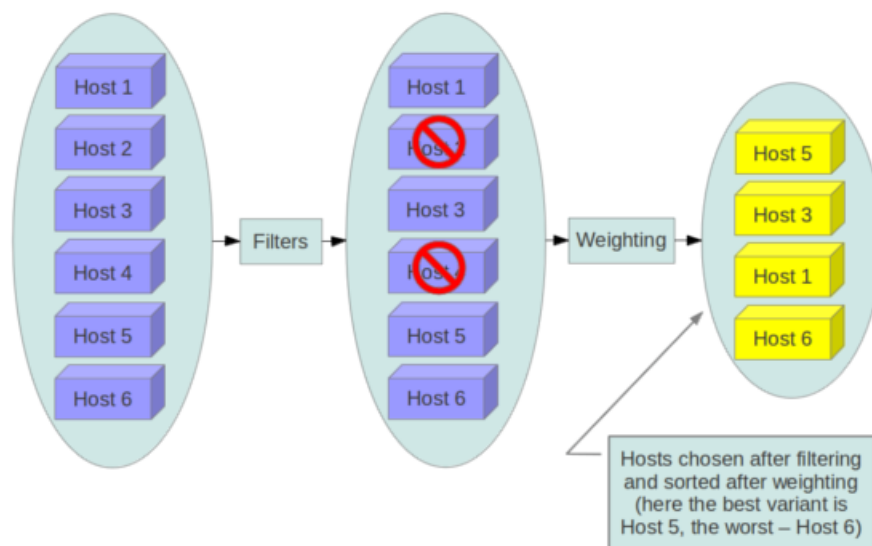 Host 1
Host 2
Host 3
Host 4
Host 5
Host 6
Filters
Host 1
Host
Host 3
Host
Host 5
Host 6
Weighting
Host 5
Host 3
Host 1
Host 6
Hosts chosen after filtering
and sorted after weighting
(here the best variant is
Host 5, the worst – Host 6)